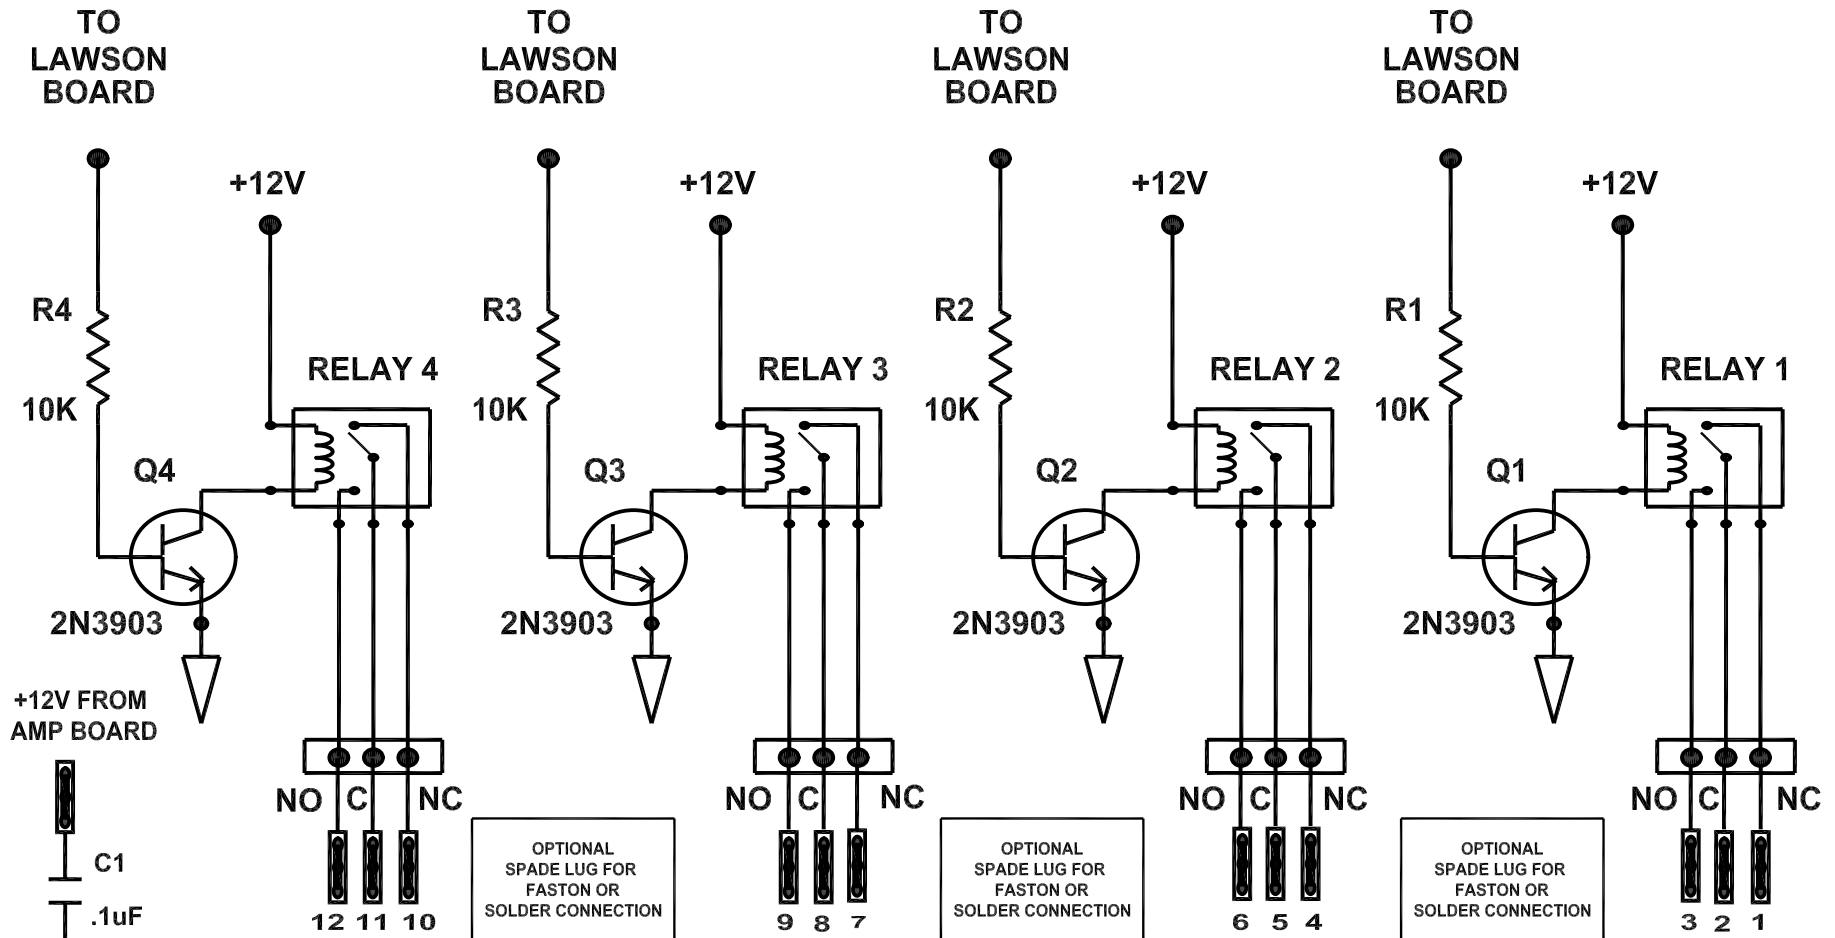 TO
LAWSON
BOARD
TO
LAWSON
BOARD
TO
LAWSON
BOARD
TO
LAWSON
BOARD
+12V
+12V
+12V
+12V
R4
R3
R2
R1
RELAY 4
RELAY 3
RELAY 2
RELAY 1
10K
10K
10K
10K
Q4
Q3
Q2
Q1
2N3903
2N3903
2N3903
2N3903
+12V FROM
AMP BOARD
NO C NC
NO C NC
NO C NC
NO C NC
C1
.1uF
OPTIONAL
SPADE LUG FOR
FASTON OR
SOLDER CONNECTION
OPTIONAL
SPADE LUG FOR
FASTON OR
SOLDER CONNECTION
OPTIONAL
SPADE LUG FOR
FASTON OR
SOLDER CONNECTION
12 11 10
9 8 7
6 5 4
3 2 1